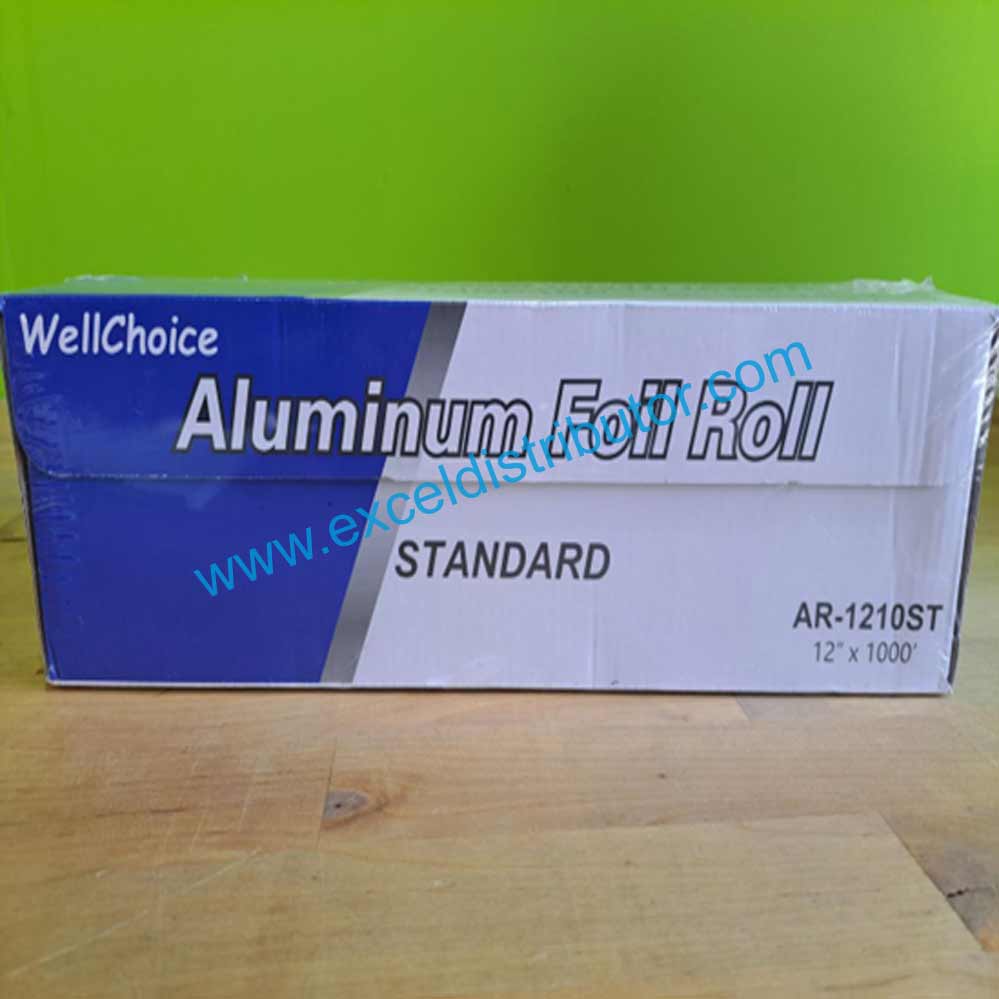 WellChoice
Aluminum Foil Roll
www.exceldistributor.com
STANDARD
AR-1210ST
12" x 1000'